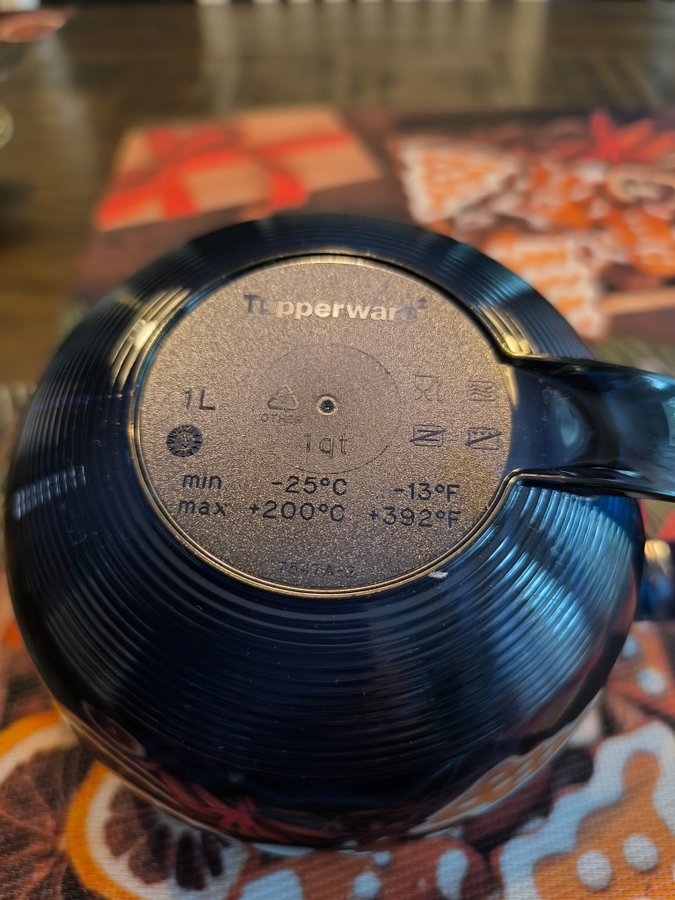 Tupperware
1L
OTHER
1qt
min -25°C -13°F
max +200°C +392°F